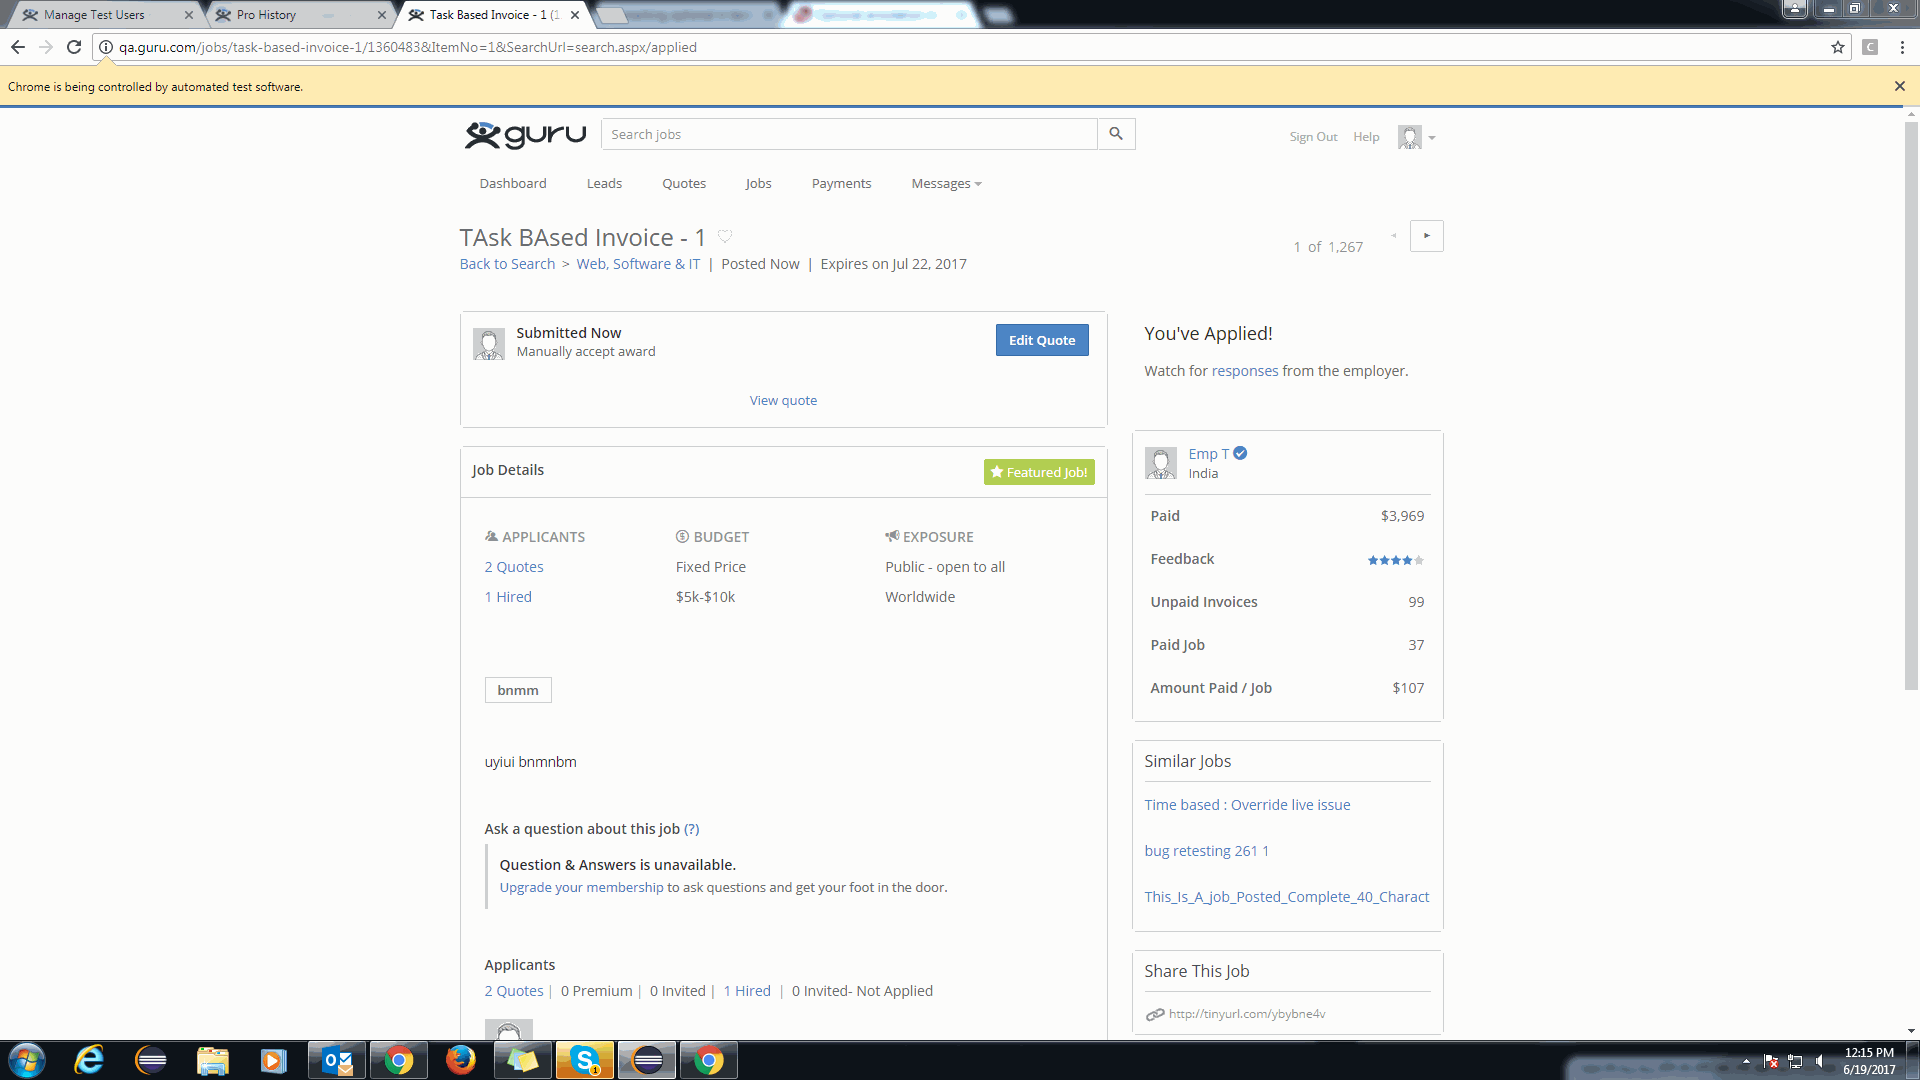 Manage Test Users
Pro History
Task Based Invoice - 1 (1
qa.guru.com/jobs/task-based-invoice-1/1360483&ItemNo=1&SearchUrl=search.aspx/applied
C
Chrome is being controlled by automated test software.
guru
Search jobs
Sign Out Help
Dashboard Leads Quotes Jobs Payments Messages
TAsk BAsed Invoice - 1
1 of 1,267
Back to Search > Web, Software & IT | Posted Now | Expires on Jul 22, 2017
Submitted Now
Manually accept award
Edit Quote
View quote
You've Applied!
Watch for responses from the employer.
Job Details
Featured Job!
APPLICANTS BUDGET EXPOSURE
2 Quotes Fixed Price Public - open to all
1 Hired $5k-$10k Worldwide
bnmm
uyiui bnmnbm
Ask a question about this job (?)
Question & Answers is unavailable.
Upgrade your membership to ask questions and get your foot in the door.
Applicants
2 Quotes | 0 Premium | 0 Invited | 1 Hired | 0 Invited- Not Applied
Emp T
India
Paid $3,969
Feedback
Unpaid Invoices 99
Paid Job 37
Amount Paid / Job $107
Similar Jobs
Time based : Override live issue
bug retesting 261 1
This_Is_A_job_Posted_Complete_40_Charact
Share This Job
http://tinyurl.com/ybybne4v
1
12:15 PM
6/19/2017